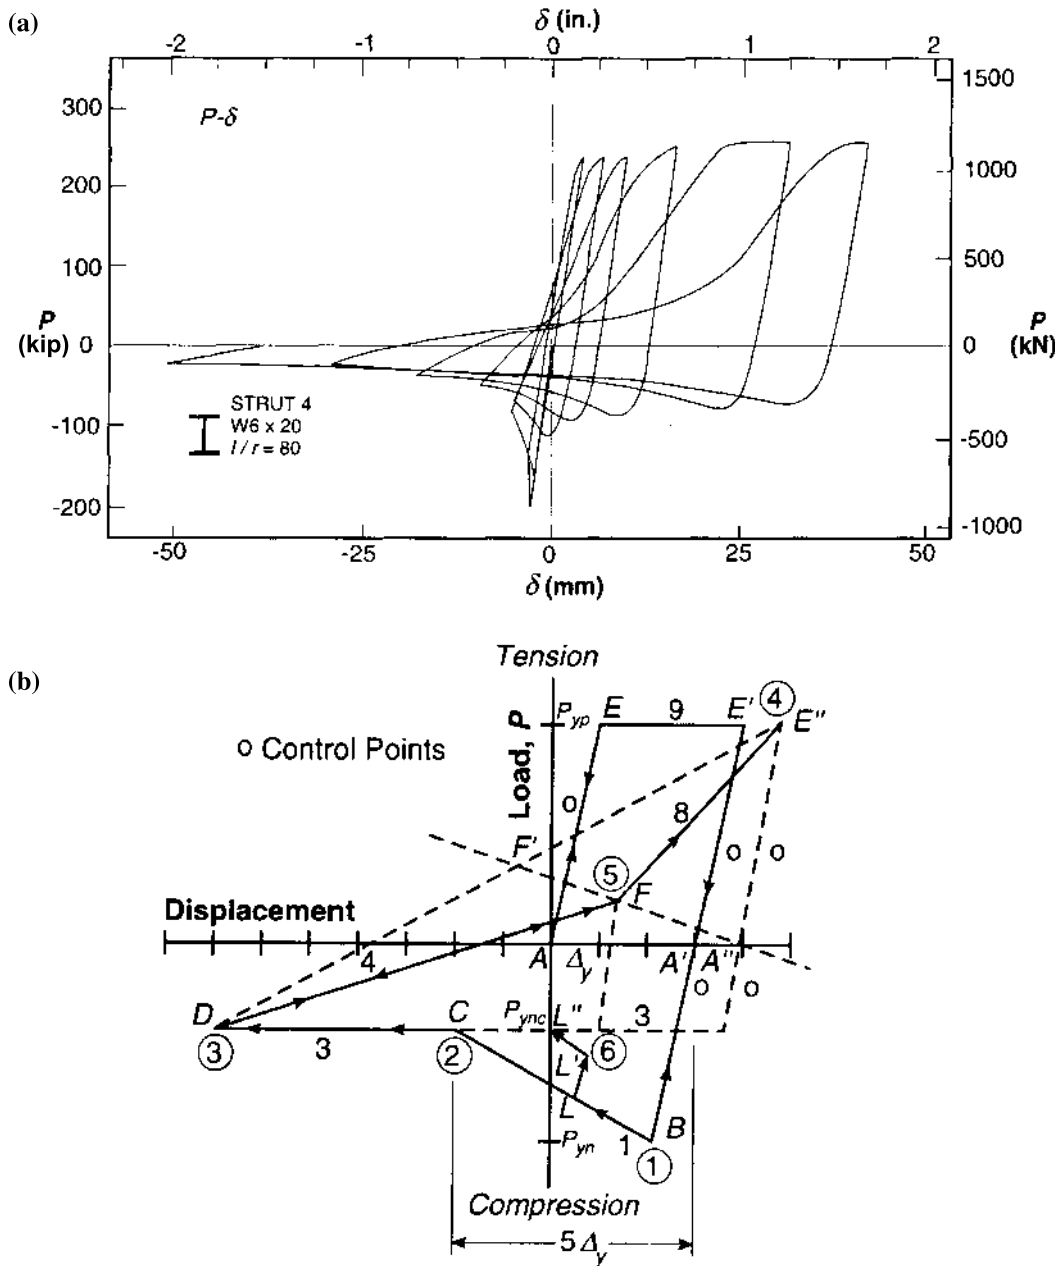 (a)
δ (in.)
-2 -1 0 1 2
P-δ
300
200
100
0
-100
-200
P
(kip)
1500
1000
500
0
-500
-1000
P
(kN)
STRUT 4
W6 x 20
l / r = 80
-50 -25 0 25 50
δ (mm)
(b)
Tension
o Control Points
Load, P
P_yp E 9 E' ④ E''
o 8 o o
F' ⑤ F
Displacement
4 A Δ_y A' A''
o o
D C P_ync L'' 3
③ 3 ② L' ⑥
L B
P_yn 1 ①
Compression
5 Δ_y